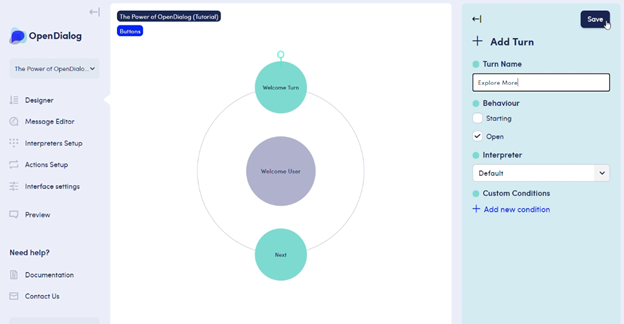 OpenDialog
The Power of OpenDialo...
Designer
Message Editor
Interpreters Setup
Actions Setup
Interface settings
Preview
Need help?
Documentation
Contact Us
The Power of OpenDialog (Tutorial)
Buttons
Welcome Turn
Welcome User
Next
Save
Add Turn
Turn Name
Explore More
Behaviour
Starting
Open
Interpreter
Default
Custom Conditions
+ Add new condition